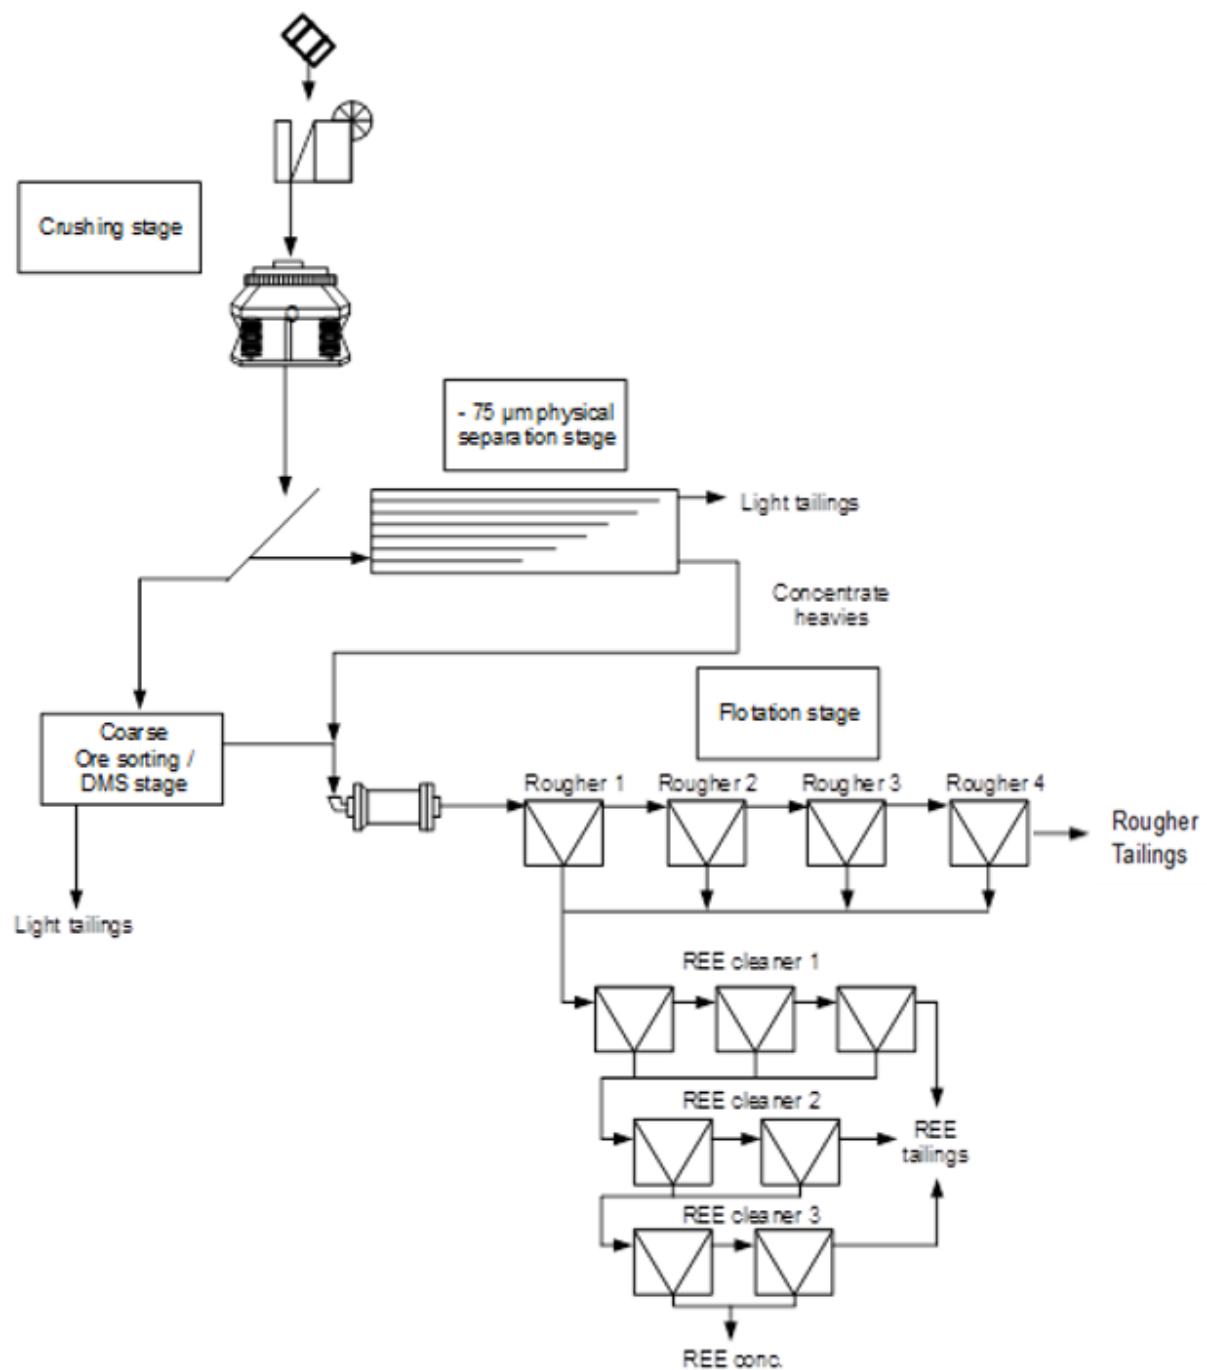 Crushing stage
- 75 µm physical
separation stage
Light tailings
Concentrate
heavies
Flotation stage
Coarse
Ore sorting /
DMS stage
Rougher 1
Rougher 2
Rougher 3
Rougher 4
Rougher
Tailings
Light tailings
REE cleaner 1
REE cleaner 2
REE
tailings
REE cleaner 3
REE conc.